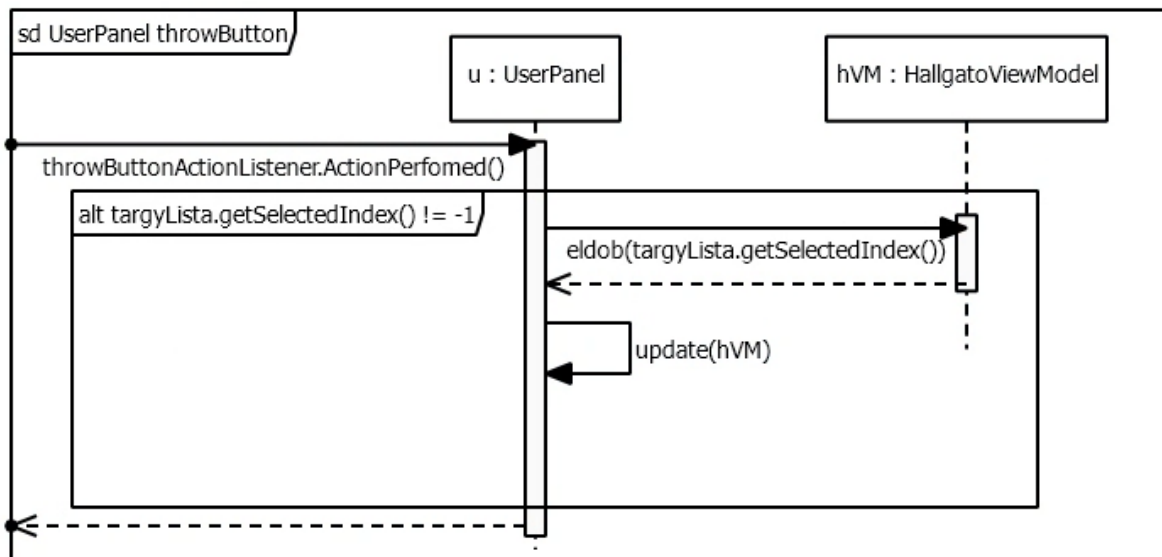 sd UserPanel throwButton
u : UserPanel
hVM : HallgatoViewModel
throwButtonActionListener.ActionPerfomed()
alt targyLista.getSelectedIndex() != -1
eldob(targyLista.getSelectedIndex())
update(hVM)